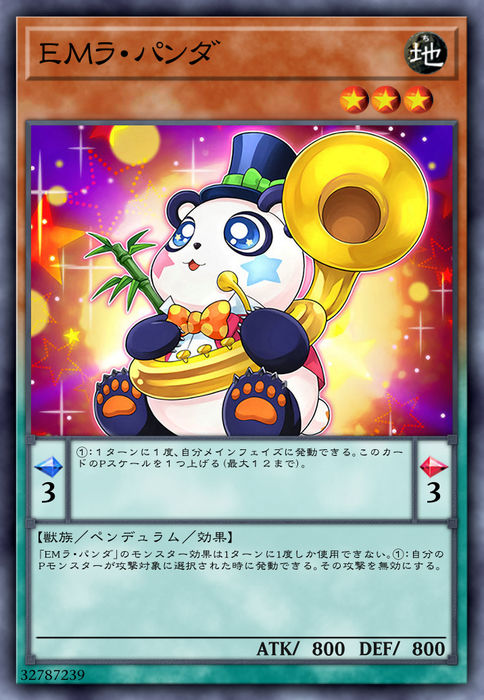 EMラ・パンダ
ち
地
①:1ターンに1度、自分メインフェイズに発動できる。このカー
ドのPスケールを1つ上げる(最大12まで)。
3
3
【獣族/ペンデュラム/効果】
「EMラ・パンダ」のモンスター効果は1ターンに1度しか使用できない。①:自分の
Pモンスターが攻撃対象に選択された時に発動できる。その攻撃を無効にする。
ATK/ 800 DEF/ 800
32787239